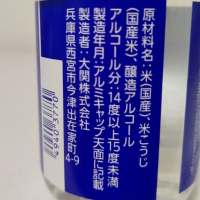 原材料名:米(国産)、米こうじ
(国産米)、醸造アルコール
アルコール分:14度以上15度未満
製造年月:アルミキャップ天面に記載
製造者:大関株式会社
兵庫県西宮市今津出在家町4-9